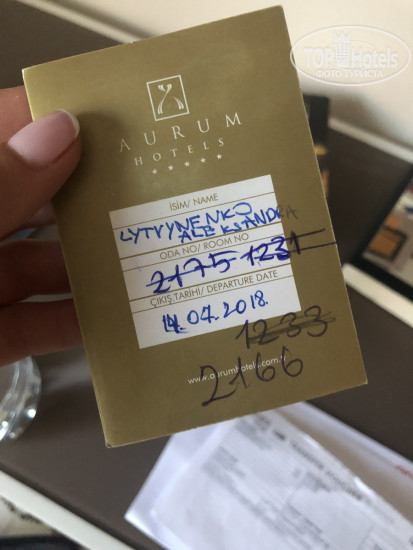 TOPHotels
ФОТО ТУРИСТА
AURUM
HOTELS
İSİM/ NAME
LYTVYNENKO
ALEKSANDRA
ODA NO/ ROOM NO
2175 1231
ÇIKIŞ TARİHİ/ DEPARTURE DATE
14.04.2018
1233
www.aurumhotels.com.tr
2166